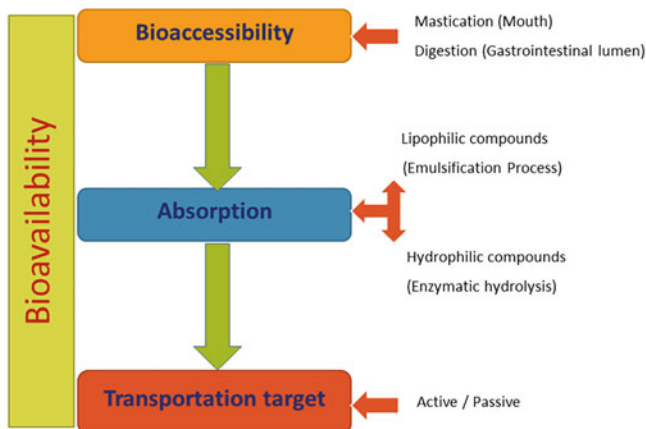 Bioavailability
Bioaccessibility
Mastication (Mouth)
Digestion (Gastrointestinal lumen)
Absorption
Lipophilic compounds
(Emulsification Process)
Hydrophilic compounds
(Enzymatic hydrolysis)
Transportation target
Active / Passive